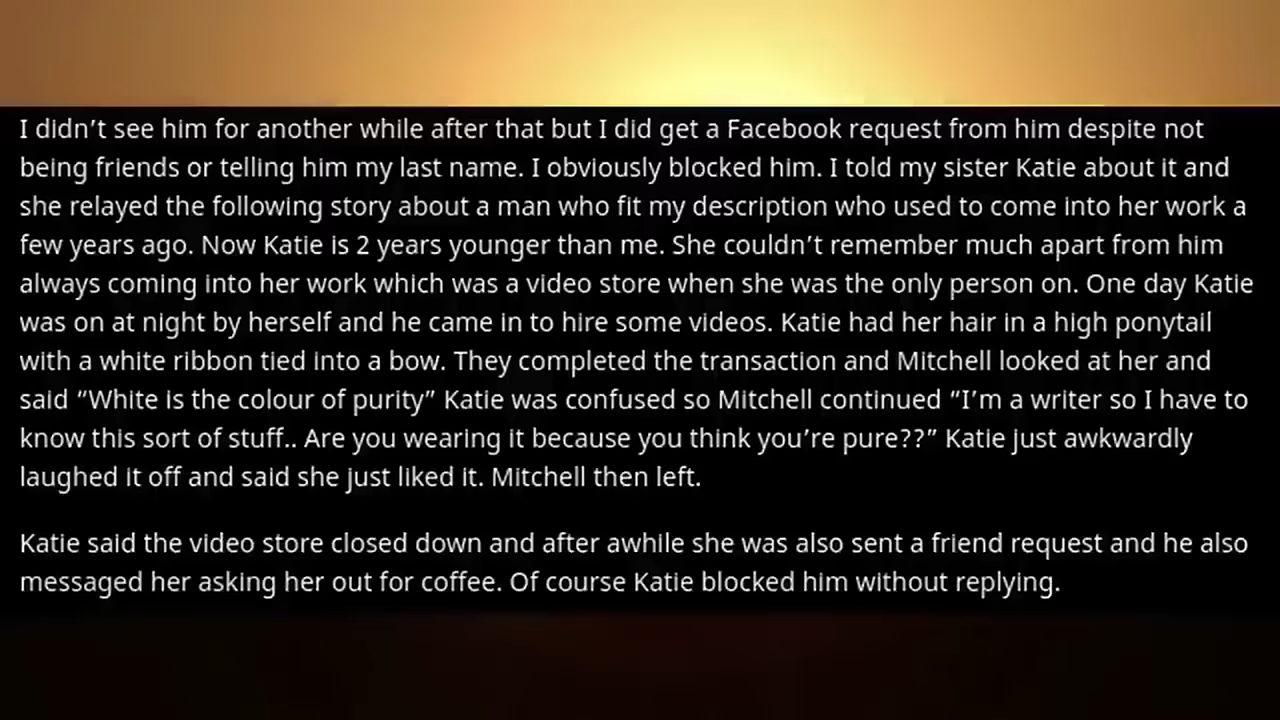 I didn’t see him for another while after that but I did get a Facebook request from him despite not
being friends or telling him my last name. I obviously blocked him. I told my sister Katie about it and
she relayed the following story about a man who fit my description who used to come into her work a
few years ago. Now Katie is 2 years younger than me. She couldn’t remember much apart from him
always coming into her work which was a video store when she was the only person on. One day Katie
was on at night by herself and he came in to hire some videos. Katie had her hair in a high ponytail
with a white ribbon tied into a bow. They completed the transaction and Mitchell looked at her and
said “White is the colour of purity” Katie was confused so Mitchell continued “I’m a writer so I have to
know this sort of stuff.. Are you wearing it because you think you’re pure??” Katie just awkwardly
laughed it off and said she just liked it. Mitchell then left.
Katie said the video store closed down and after awhile she was also sent a friend request and he also
messaged her asking her out for coffee. Of course Katie blocked him without replying.